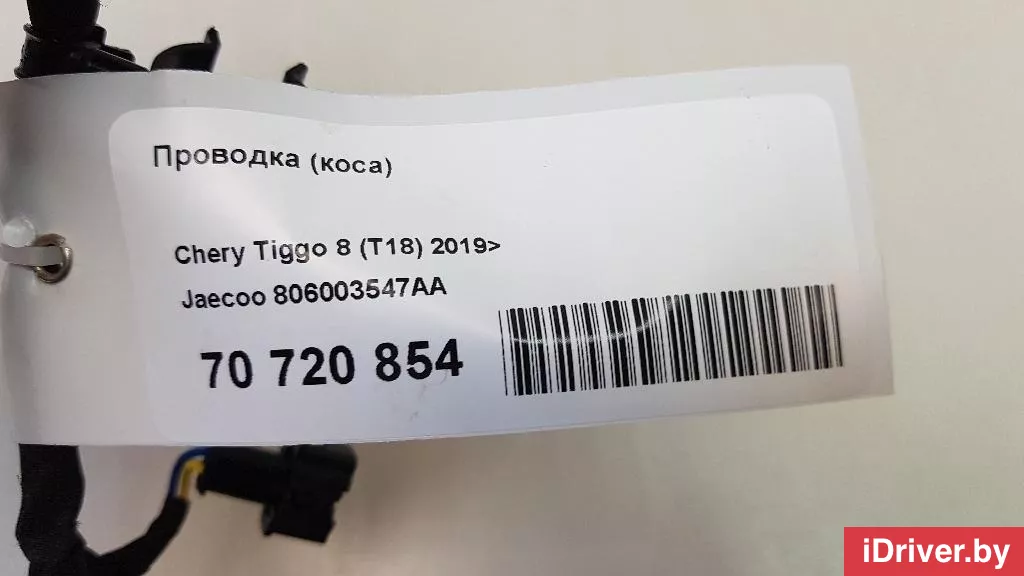 Проводка (коса)
Chery Tiggo 8 (T18) 2019>
Jaecoo 806003547AA
70 720 854
iDriver.by